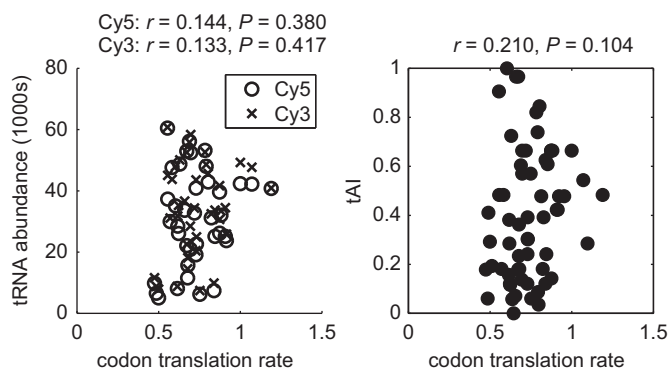 Cy5: r = 0.144, P = 0.380
Cy3: r = 0.133, P = 0.417
80
60
40
20
0
tRNA abundance (1000s)
Cy5
Cy3
0
0.5
1
1.5
codon translation rate
r = 0.210, P = 0.104
1
0.8
0.6
0.4
0.2
0
tAI
0
0.5
1
1.5
codon translation rate